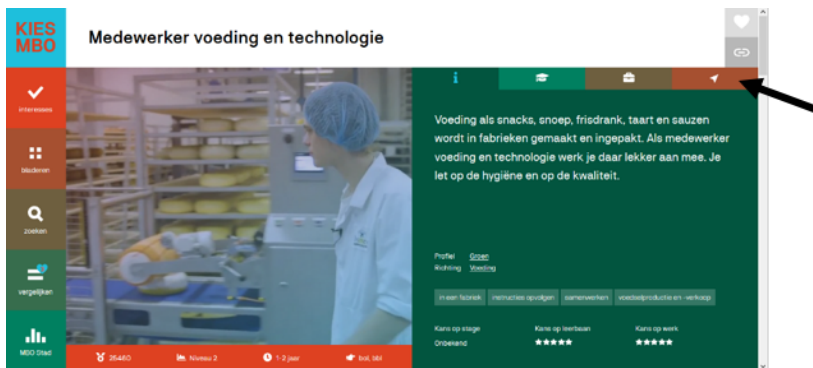 KIES
MBO
Medewerker voeding en technologie
interesses
bladeren
zoeken
vergelijken
MBO Stad
Voeding als snacks, snoep, frisdrank, taart en sauzen
wordt in fabrieken gemaakt en ingepakt. Als medewerker
voeding en technologie werk je daar lekker aan mee. Je
let op de hygiëne en op de kwaliteit.
Profiel Groen
Richting Voeding
in een fabriek instructies opvolgen samenwerken voedselproductie en -verkoop
Kans op stage Kans op leerbaan Kans op werk
Onbekend ★★★★★ ★★★★★
25460 Niveau 2 1-2 jaar bol, bbl